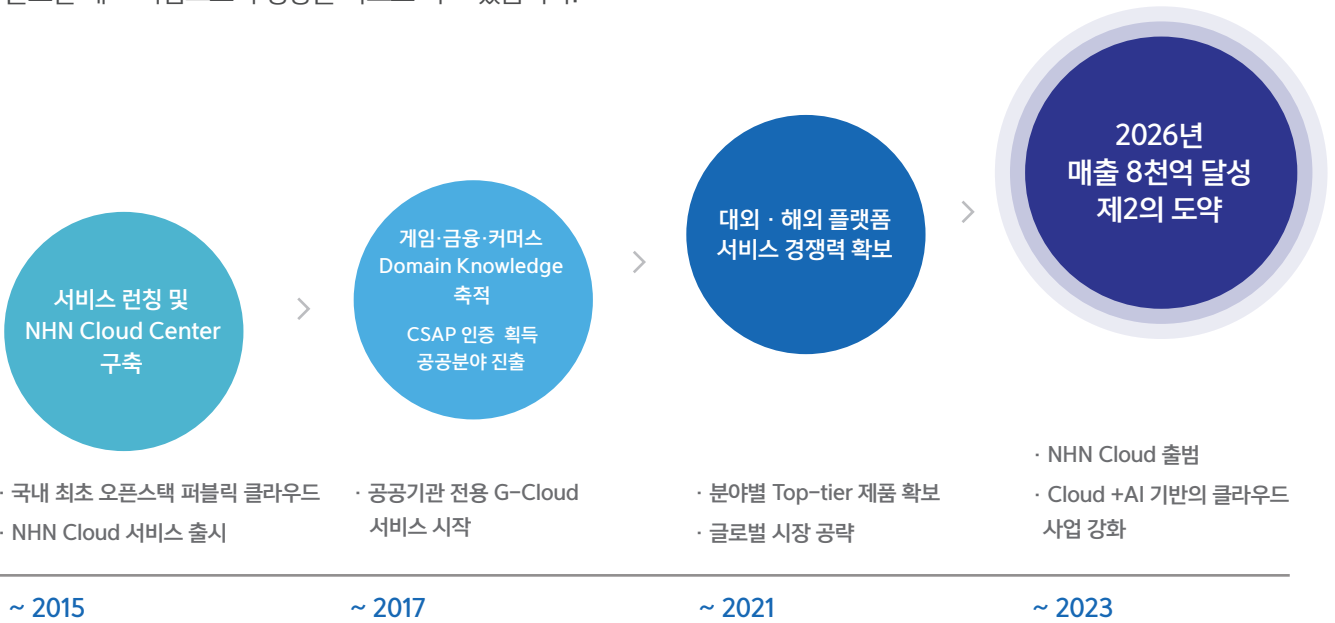 서비스 런칭 및
NHN Cloud Center
구축
게임·금융·커머스
Domain Knowledge
축적
CSAP 인증 획득
공공분야 진출
대외 · 해외 플랫폼
서비스 경쟁력 확보
2026년
매출 8천억 달성
제2의 도약
· 국내 최초 오픈스택 퍼블릭 클라우드
· NHN Cloud 서비스 출시
· 공공기관 전용 G-Cloud
서비스 시작
· 분야별 Top-tier 제품 확보
· 글로벌 시장 공략
· NHN Cloud 출범
· Cloud +AI 기반의 클라우드
사업 강화
~ 2015
~ 2017
~ 2021
~ 2023